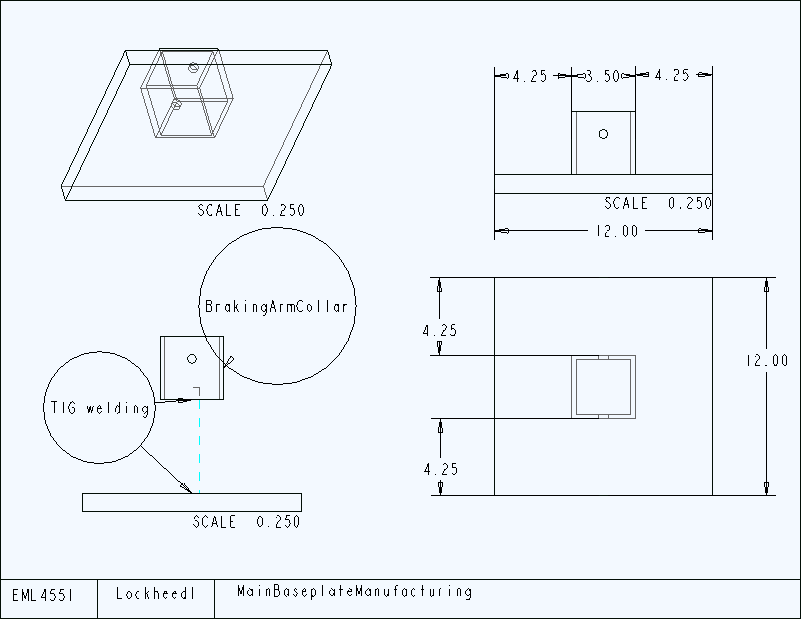 4.25
3.50
4.25
SCALE 0.250
SCALE 0.250
12.00
BrakingArmCollar
4.25
12.00
TIG welding
4.25
SCALE 0.250
EML4551
Lockheed1
MainBaseplateManufacturing